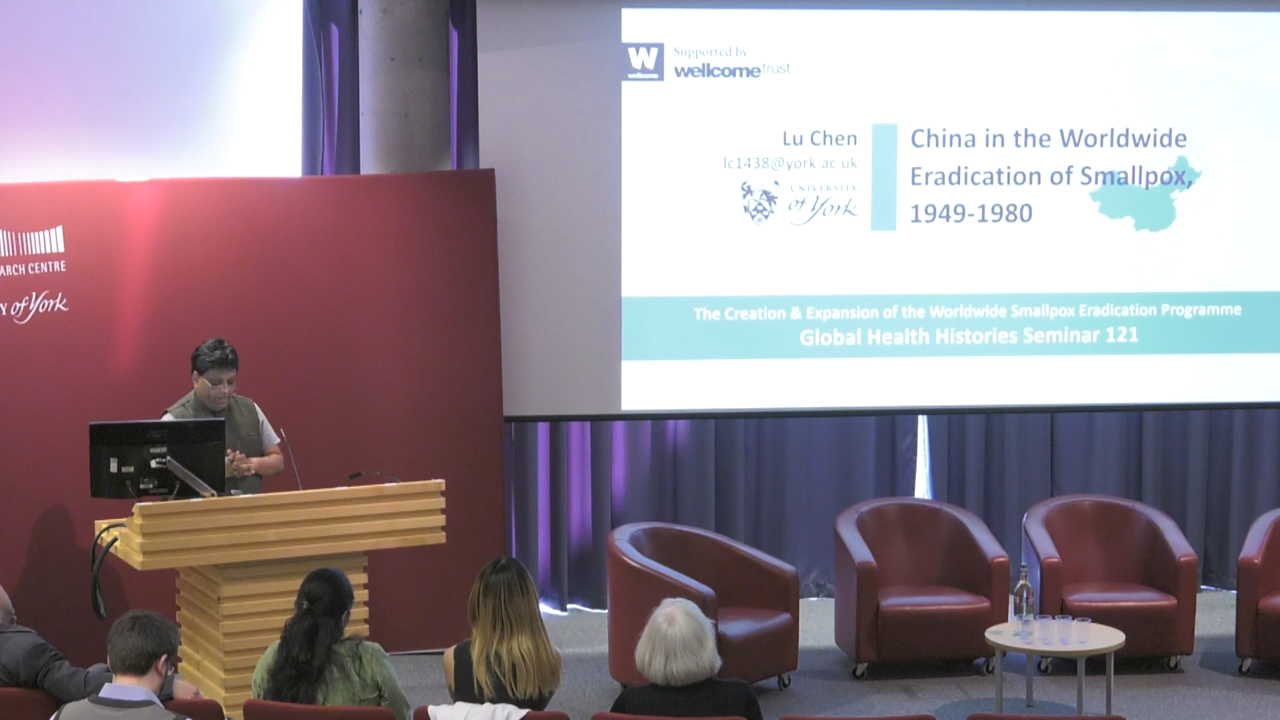 ARCH CENTRE
Y of York
W
wellcome
Supported by
wellcometrust
Lu Chen
lc1438@york.ac.uk
UNIVERSITY
of York
China in the Worldwide
Eradication of Smallpox,
1949-1980
The Creation & Expansion of the Worldwide Smallpox Eradication Programme
Global Health Histories Seminar 121